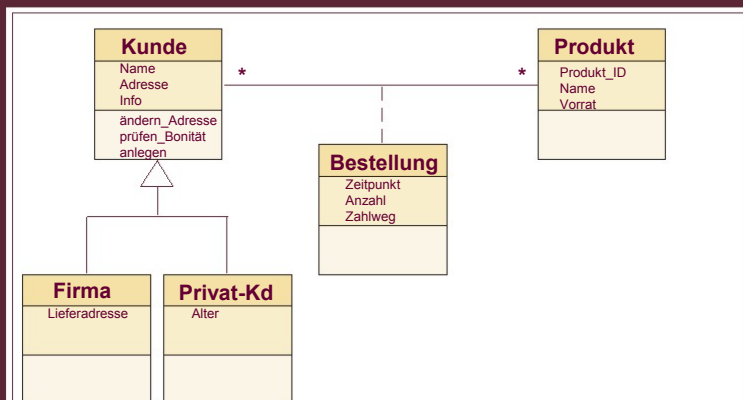 Kunde
Name
Adresse
Info
ändern_Adresse
prüfen_Bonität
anlegen
*
*
Produkt
Produkt_ID
Name
Vorrat
Bestellung
Zeitpunkt
Anzahl
Zahlweg
Firma
Lieferadresse
Privat-Kd
Alter